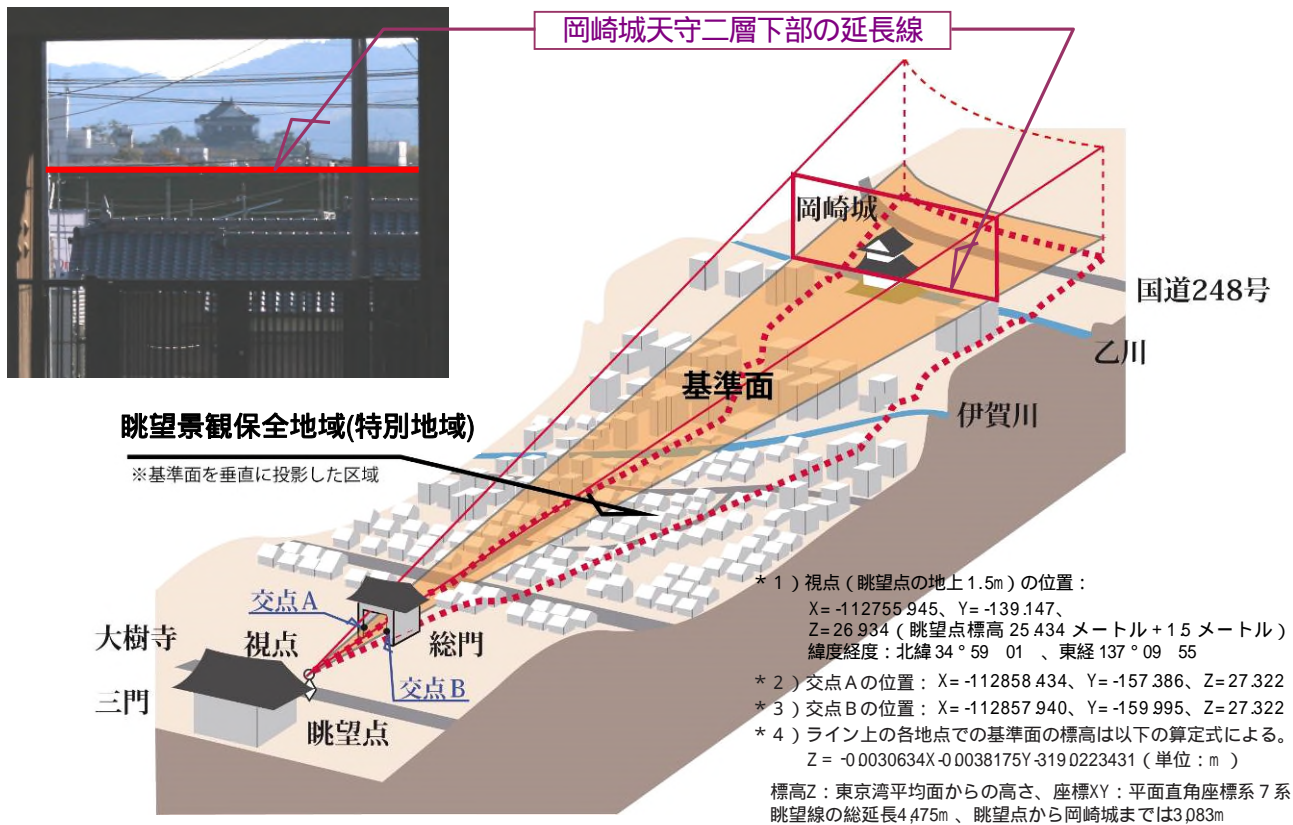 岡崎城天守二層下部の延長線
岡崎城
国道248号
乙川
伊賀川
基準面
眺望景観保全地域(特別地域)
※基準面を垂直に投影した区域
交点A
大樹寺
視点
総門
三門
交点B
眺望点
*1)視点(眺望点の地上1.5m)の位置:
X=-112755.945、Y=-139.147、
Z=26.934(眺望点標高 25.434 メートル+1.5 メートル)
緯度経度:北緯34°59 01 、東経137°09 55
*2)交点Aの位置:X=-112858.434、Y=-157.386、Z=27.322
*3)交点Bの位置:X=-112857.940、Y=-159.995、Z=27.322
*4)ライン上の各地点での基準面の標高は以下の算定式による。
Z = -0.0030634X-0.0038175Y-319.0223431(単位:m)
標高Z:東京湾平均面からの高さ、座標XY:平面直角座標系7系
眺望線の総延長4,475m、眺望点から岡崎城までは3,083m